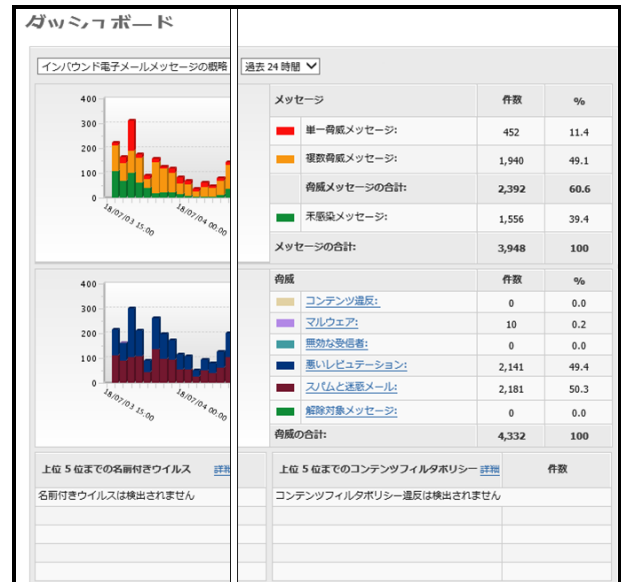 ダッシュボード
インバウンド電子メールメッセージの概略 過去 24 時間
400
300
200
100
0
18/07/03 15.00 18/07/04 00.00
メッセージ 件数 %
単一脅威メッセージ: 452 11.4
複数脅威メッセージ: 1,940 49.1
脅威メッセージの合計: 2,392 60.6
未感染メッセージ: 1,556 39.4
メッセージの合計: 3,948 100
400
300
200
100
0
18/07/03 15.00 18/07/04 00.00
脅威 件数 %
コンテンツ違反: 0 0.0
マルウェア: 10 0.2
無効な受信者: 0 0.0
悪いレピュテーション: 2,141 49.4
スパムと迷惑メール: 2,181 50.3
解除対象メッセージ: 0 0.0
脅威の合計: 4,332 100
上位 5 位までの名前付きウイルス 詳細
名前付きウイルスは検出されません
上位 5 位までのコンテンツフィルタポリシー 詳細 件数
コンテンツフィルタポリシー違反は検出されません